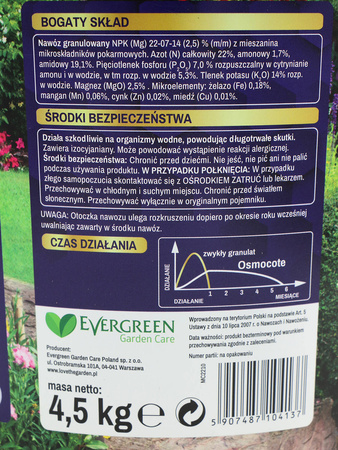 BOGATY SKŁAD
Nawóz granulowany NPK (Mg) 22-07-14 (2,5) % (m/m) z mieszanina
mikroskładników pokarmowych. Azot (N) całkowity 22%, amonowy 1,7%,
amidowy 19,1%. Pięciotlenek fosforu (P₂O₅) 7,0% rozpuszczalny w cytrynianie
amonu i w wodzie, w tm rozp. w wodzie 5,3%. Tlenek potasu (K₂O) 14% rozp.
w wodzie. Magnez (MgO) 2,5% . Mikroelementy: żelazo (Fe) 0,18%,
mangan (Mn) 0,06%, cynk (Zn) 0,02%, miedź (Cu) 0,01%.
ŚRODKI BEZPIECZEŃSTWA
Działa szkodliwie na organizmy wodne, powodując długotrwałe skutki.
Zawiera izocyjaniany. Może powodować wystąpienie reakcji alergicznej.
Środki bezpieczeństwa: Chronić przed dziećmi. Nie jeść, nie pić ani nie palić
podczas używania produktu. W PRZYPADKU POŁKNIĘCIA: W przypadku
złego samopoczucia skontaktować się z OŚRODKIEM ZATRUĆ lub lekarzem.
Przechowywać w chłodnym i suchym miejscu. Chronić przed światłem
słonecznym. Przechowywać wyłącznie w oryginalnym pojemniku.
UWAGA: Otoczka nawozu ulega rozkruszeniu dopiero po okresie roku wcześniej
uwalniając zawarty w środku nawóz.
CZAS DZIAŁANIA
zwykły granulat
Osmocote
DZIAŁANIE
DZIAŁANIE 1 2 3 4 5 6 MIESIĄCE
EVERGREEN
Garden Care
Wprowadzony na terytorium Polski na podstawie Art. 5
Ustawy z dnia 10 lipca 2007 r. o Nawozach i Nawożeniu.
Data ważności: produkt bezterminowy pod warunkiem
przechowywania zgodnie z zaleceniami.
Numer partii: na opakowaniu
Producent:
Evergreen Garden Care Poland sp. z o.o.
ul. Ostrobramska 101A, 04-041 Warszawa
www.lovethegarden.pl
masa netto:
4,5 kg e
MC2210
5 907487 104137